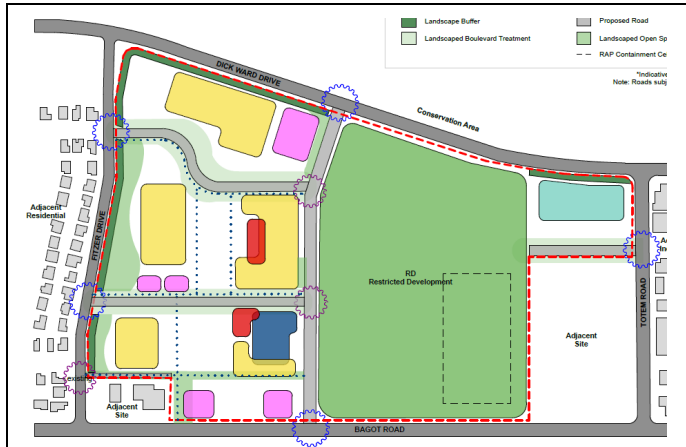 Landscape Buffer
Proposed Road
Landscaped Boulevard Treatment
Landscaped Open Sp
RAP Containment Ce
*Indicative
Note: Roads subj
DICK WARD DRIVE
Conservation Area
Adjacent
Residential
FITZER DRIVE
RD
Restricted Development
TOTEM ROAD
Adjacent
Site
existing
Adjacent
Site
BAGOT ROAD